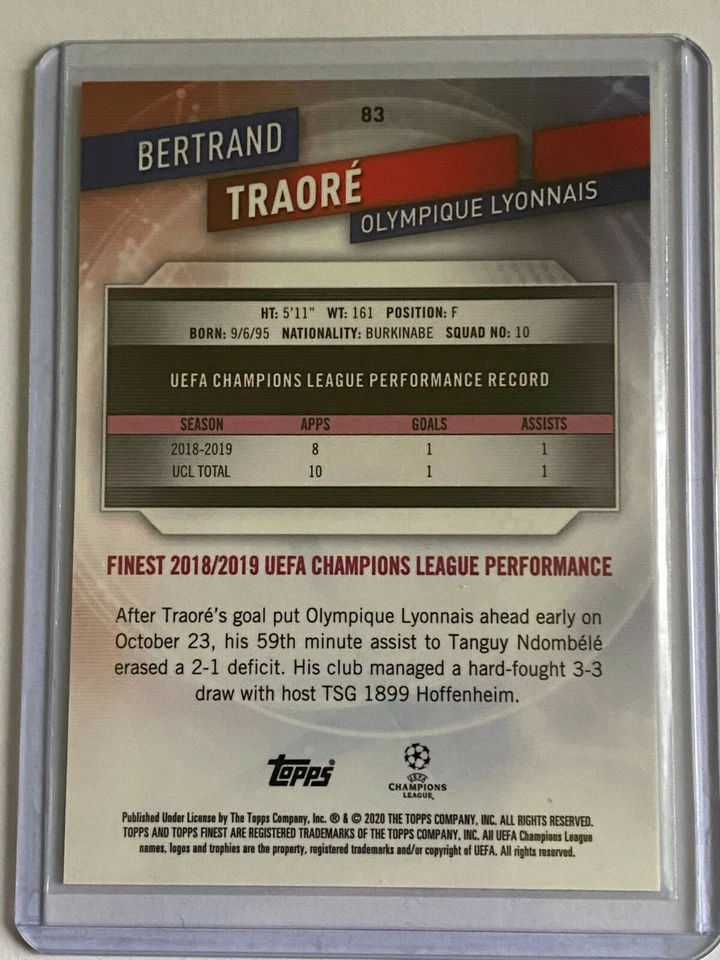 83
BERTRAND
TRAORÉ
OLYMPIQUE LYONNAIS
HT: 5'11" WT: 161 POSITION: F
BORN: 9/6/95 NATIONALITY: BURKINABE SQUAD NO: 10
UEFA CHAMPIONS LEAGUE PERFORMANCE RECORD
SEASON APPS GOALS ASSISTS
2018-2019 8 1 1
UCL TOTAL 10 1 1
FINEST 2018/2019 UEFA CHAMPIONS LEAGUE PERFORMANCE
After Traoré's goal put Olympique Lyonnais ahead early on
October 23, his 59th minute assist to Tanguy Ndombélé
erased a 2-1 deficit. His club managed a hard-fought 3-3
draw with host TSG 1899 Hoffenheim.
topps®
UEFA
CHAMPIONS
LEAGUE
Published Under License by The Topps Company, Inc. ® & © 2020 THE TOPPS COMPANY, INC. ALL RIGHTS RESERVED.
TOPPS AND TOPPS FINEST ARE REGISTERED TRADEMARKS OF THE TOPPS COMPANY, INC. All UEFA Champions League
names, logos and trophies are the property, registered trademarks and/or copyright of UEFA. All rights reserved.